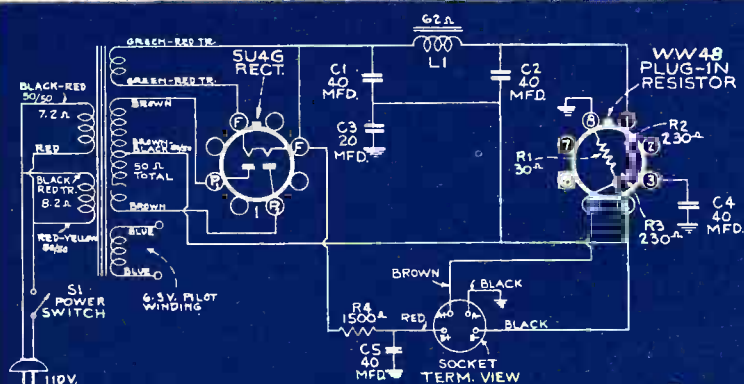 GREEN-RED TR.
62Ω
L1
5U4G
RECT.
C1
40
MFD.
C2
40
MFD.
WW48
PLUG-IN
RESISTOR
GREEN-RED TR.
BLACK-RED
50/50
7.2Ω
BROWN
F
F
C3
20
MFD.
8
1
7
2
3
R2
230Ω
R1
30Ω
BROWN
BLACK 50/50
50Ω
TOTAL
RED
BLACK
RED TR.
8.2Ω
P
P
1
BROWN
R3
230Ω
C4
40
MFD.
RED-YELLOW
50/50
BLUE
BLUE
6.3V. PILOT
WINDING
S1
POWER
SWITCH
BROWN
BLACK
A+
A-
B+
B-
R4
1500Ω
RED
BLACK
C5
40
MFD.
SOCKET
TERM. VIEW
110V.